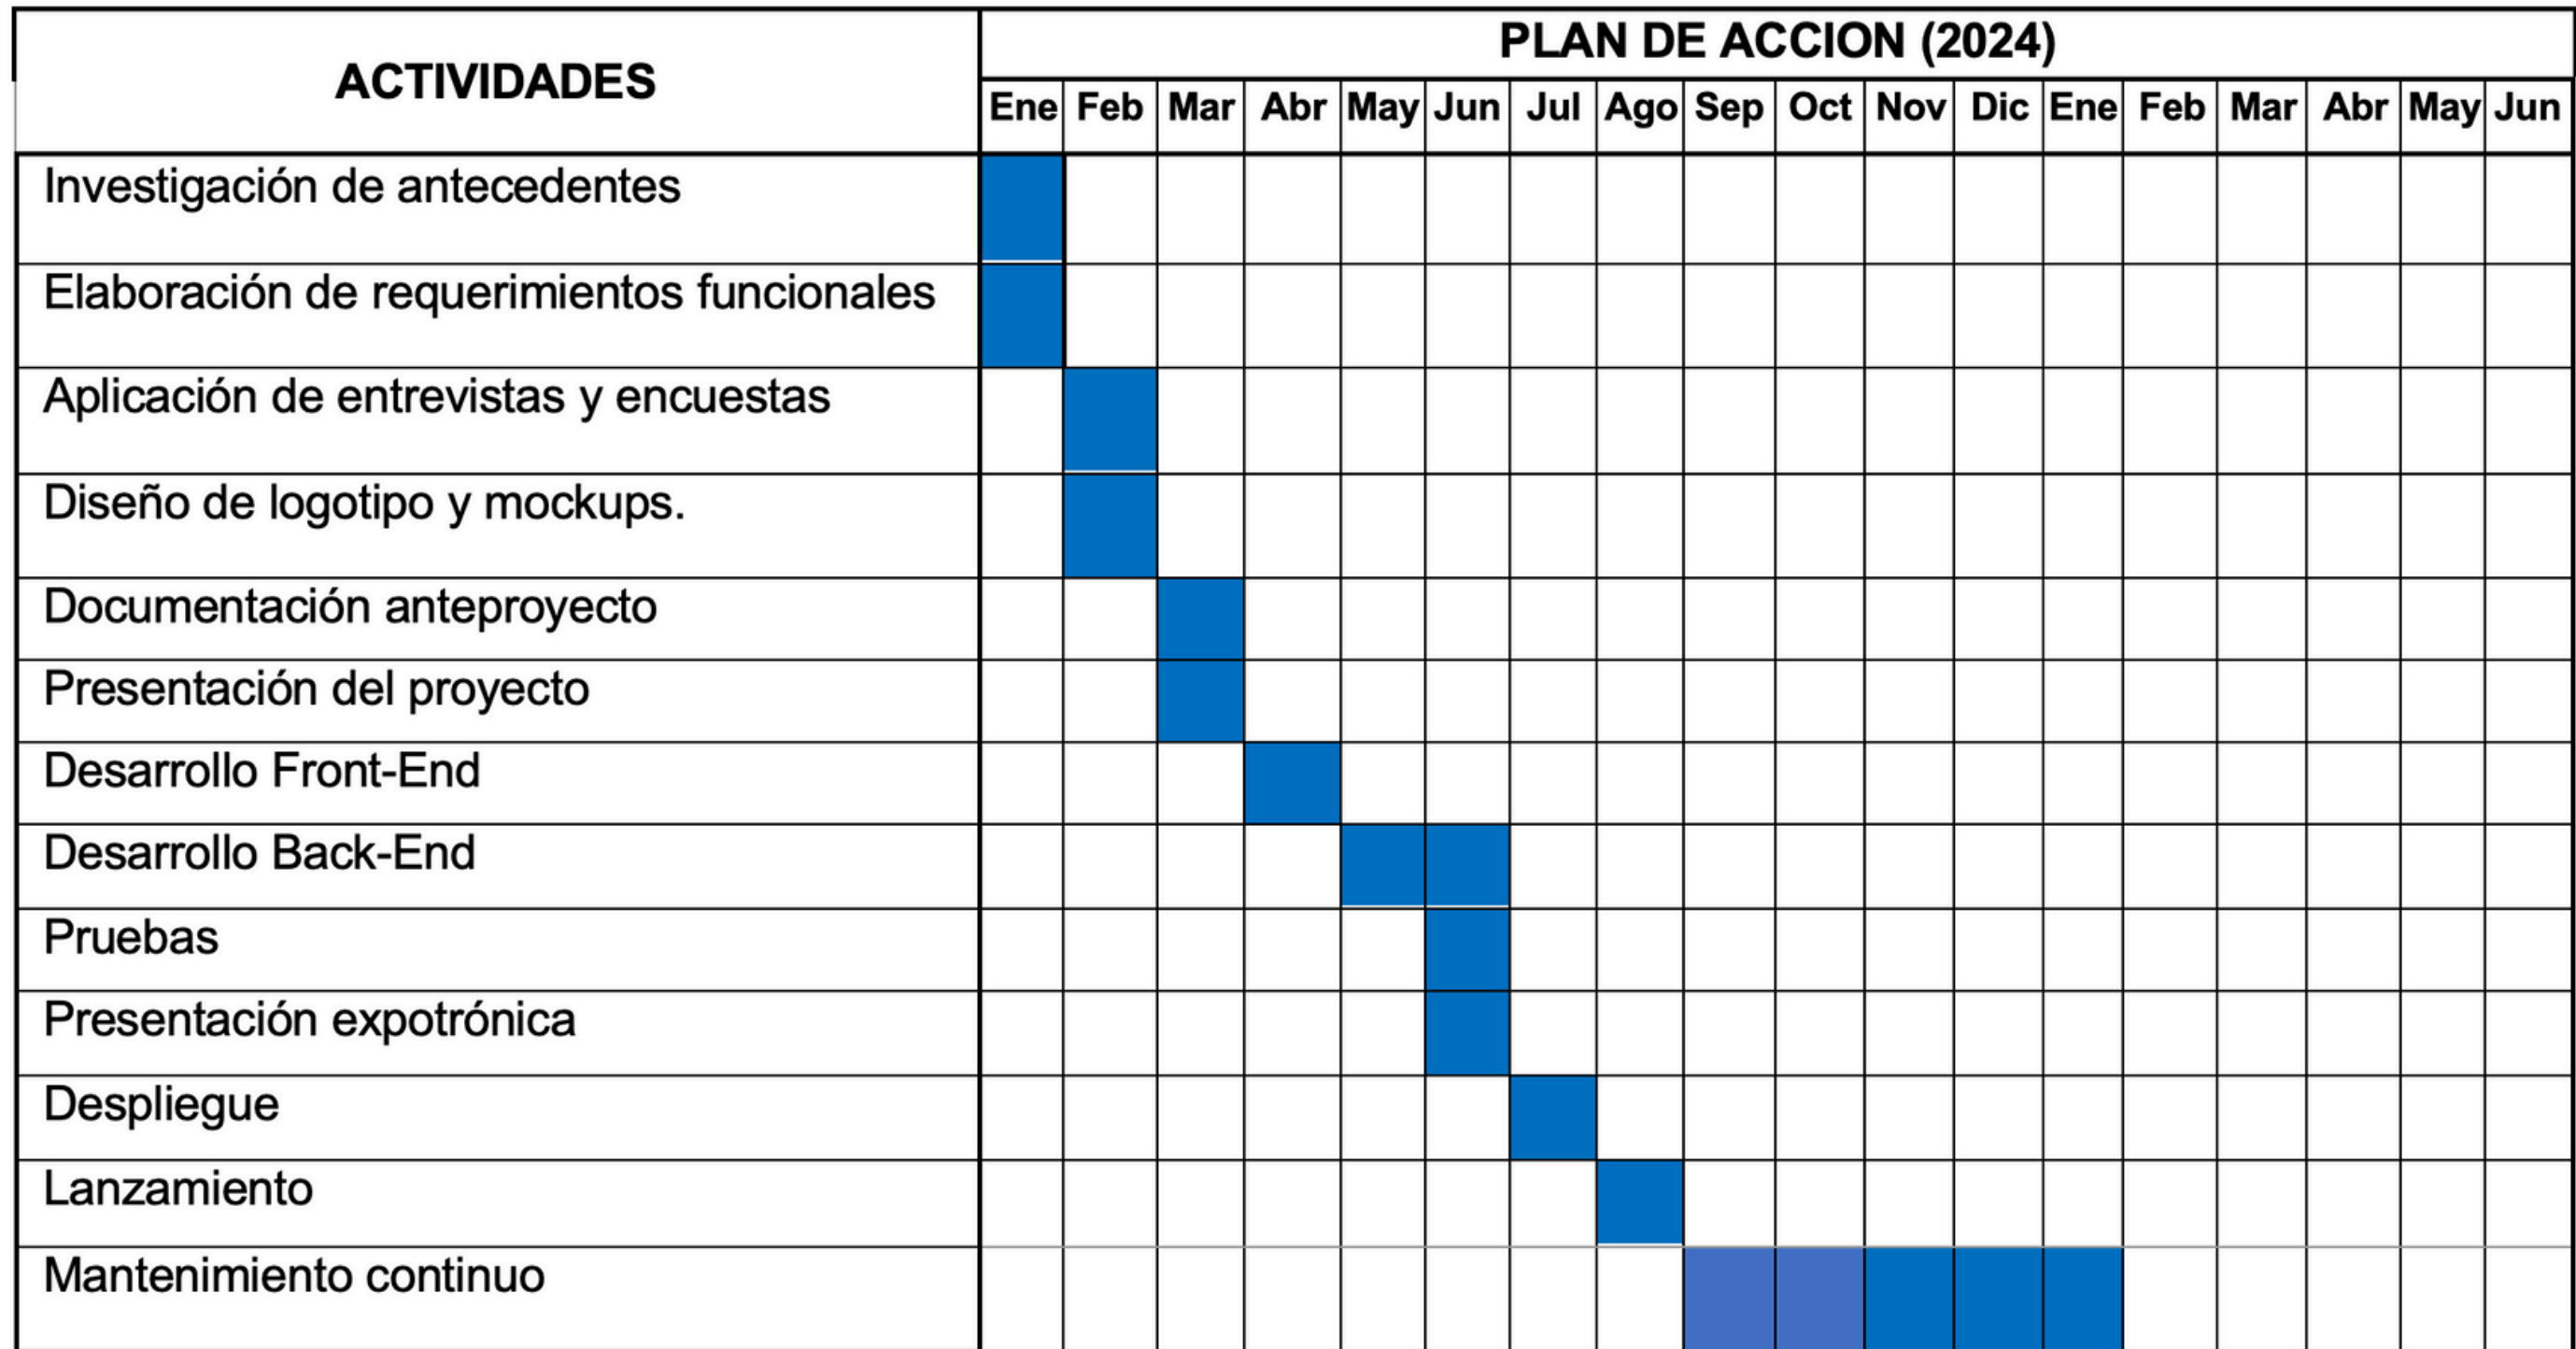 ACTIVIDADES
PLAN DE ACCION (2024)
Ene Feb Mar Abr May Jun Jul Ago Sep Oct Nov Dic Ene Feb Mar Abr May Jun
Investigación de antecedentes
Elaboración de requerimientos funcionales
Aplicación de entrevistas y encuestas
Diseño de logotipo y mockups.
Documentación anteproyecto
Presentación del proyecto
Desarrollo Front-End
Desarrollo Back-End
Pruebas
Presentación expotrónica
Despliegue
Lanzamiento
Mantenimiento continuo